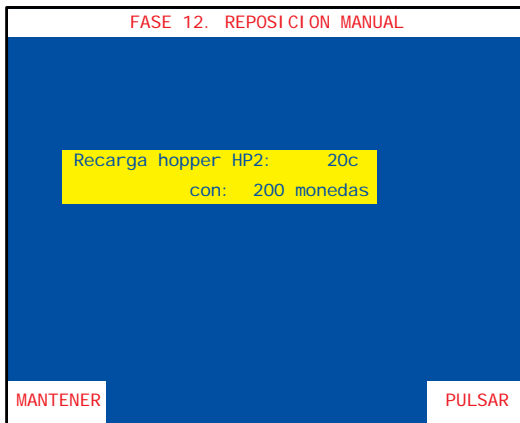 FASE 12. REPOSICION MANUAL
Recarga hopper HP2: 20c
con: 200 monedas
MANTENER PULSAR